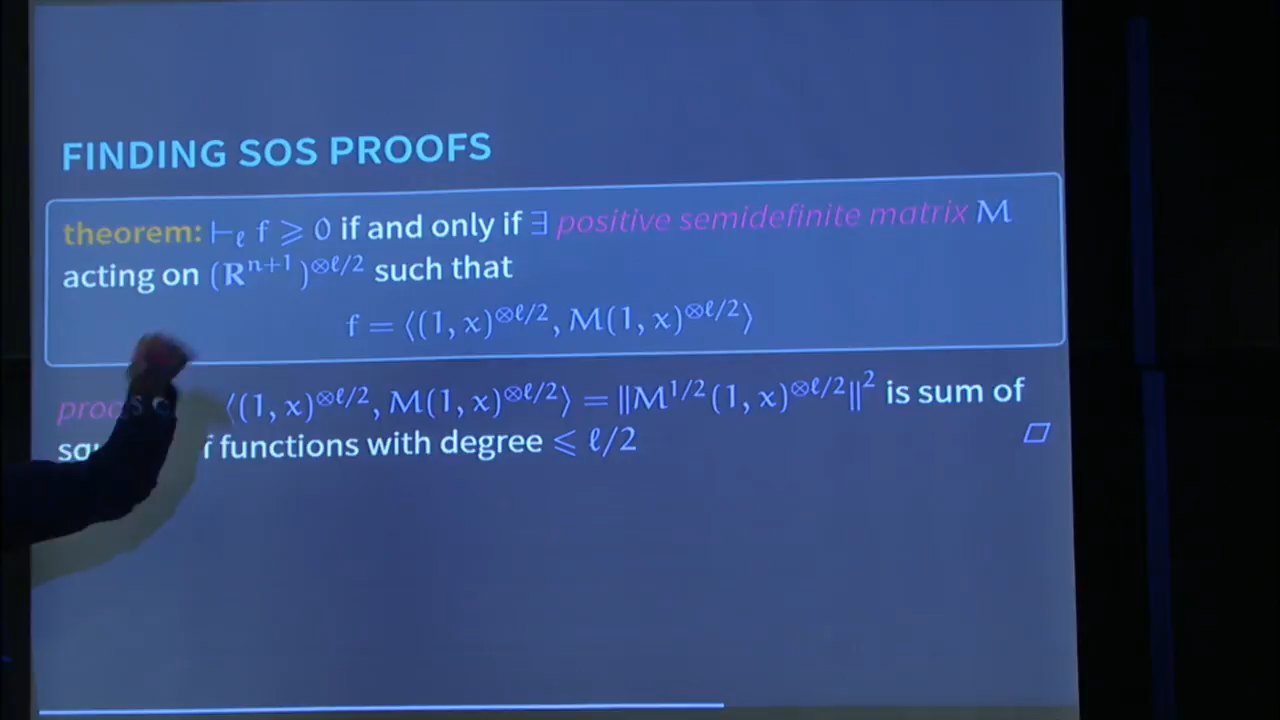 FINDING SOS PROOFS
theorem: ⊢ℓ f ⩾ 0 if and only if ∃ positive semidefinite matrix M
acting on (ℝⁿ⁺¹)^{⊗ℓ/2} such that
f = ⟨(1, x)^{⊗ℓ/2}, M(1, x)^{⊗ℓ/2}⟩
⟨(1, x)^{⊗ℓ/2}, M(1, x)^{⊗ℓ/2}⟩ = ‖M^{1/2}(1, x)^{⊗ℓ/2}‖² is sum of
functions with degree ⩽ ℓ/2 □